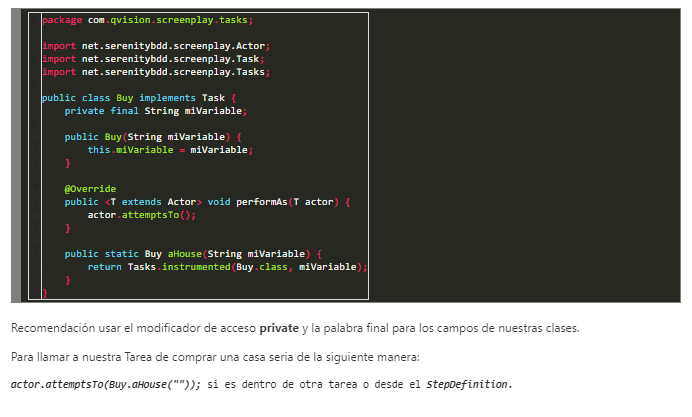 package com.qvision.screenplay.tasks;
import net.serenitybdd.screenplay.Actor;
import net.serenitybdd.screenplay.Task;
import net.serenitybdd.screenplay.Tasks;
public class Buy implements Task {
    private final String miVariable;
    public Buy(String miVariable) {
        this.miVariable = miVariable;
    }
    @Override
    public <T extends Actor> void performAs(T actor) {
        actor.attemptsTo();
    }
    public static Buy aHouse(String miVariable) {
        return Tasks.instrumented(Buy.class, miVariable);
    }
}
Recomendación usar el modificador de acceso private y la palabra final para los campos de nuestras clases.
Para llamar a nuestra Tarea de comprar una casa seria de la siguiente manera:
actor.attemptsTo(Buy.aHouse("")); si es dentro de otra tarea o desde el StepDefinition.